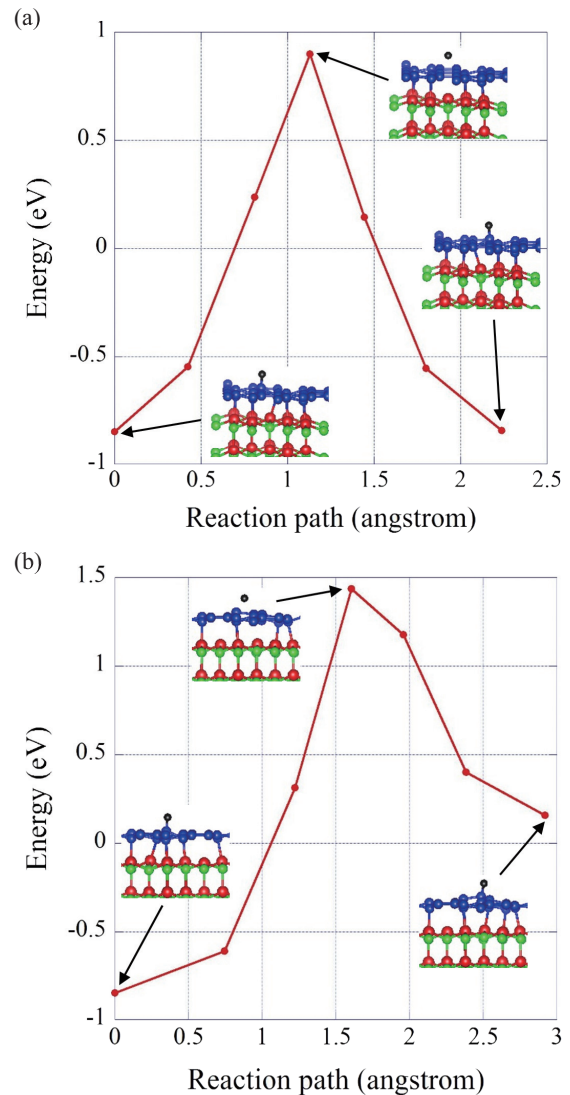 (a)
1
0.5
0
-0.5
-1
Energy (eV)
0 0.5 1 1.5 2 2.5
Reaction path (angstrom)
(b)
1.5
1
0.5
0
-0.5
-1
Energy (eV)
0 0.5 1 1.5 2 2.5 3
Reaction path (angstrom)